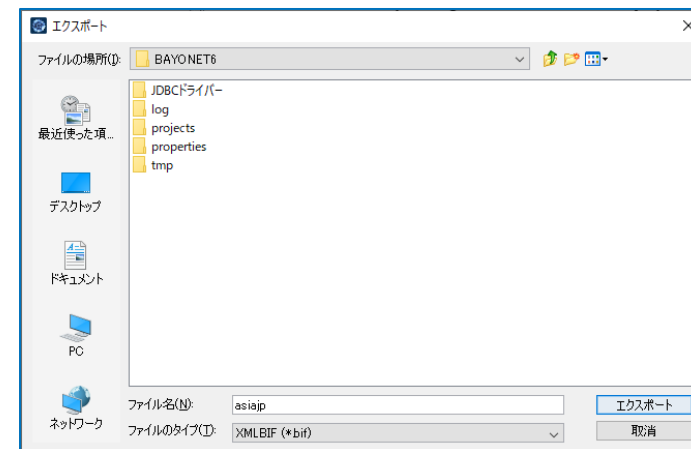 エクスポート
ファイルの場所(I):
BAYONET6
JDBCドライバー
log
projects
properties
tmp
最近使った項...
デスクトップ
ドキュメント
PC
ネットワーク
ファイル名(N):
asiajp
エクスポート
ファイルのタイプ(T):
XMLBIF (*bif)
取消